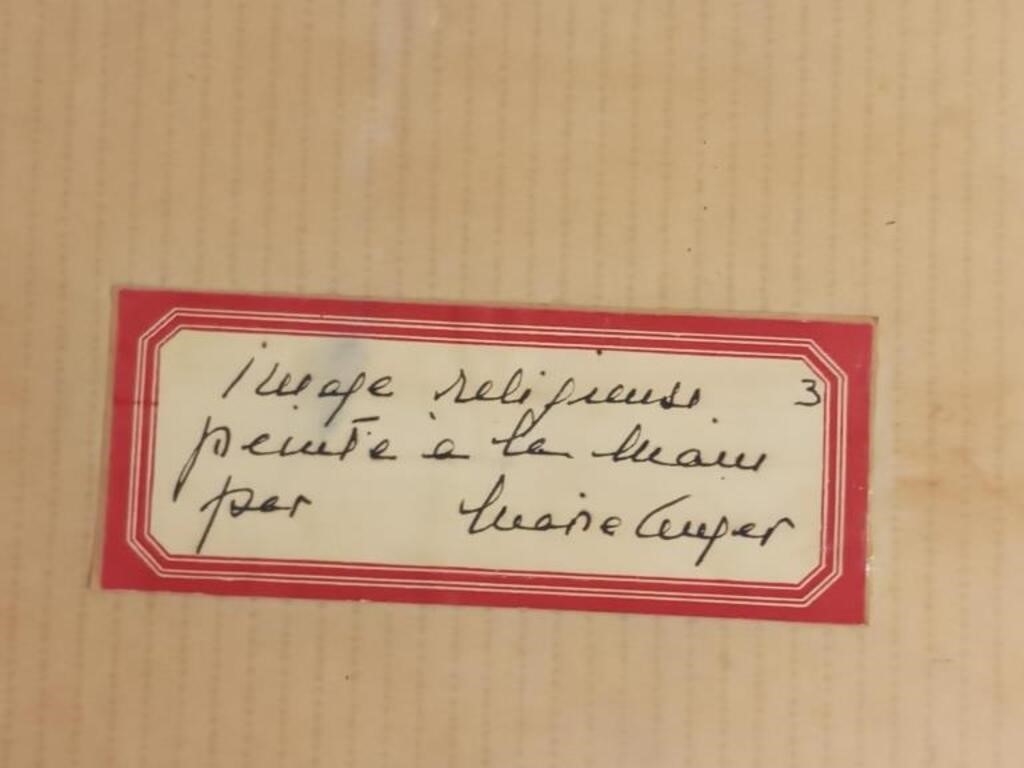 Image religieuse 3
peinte à la main
par Marie